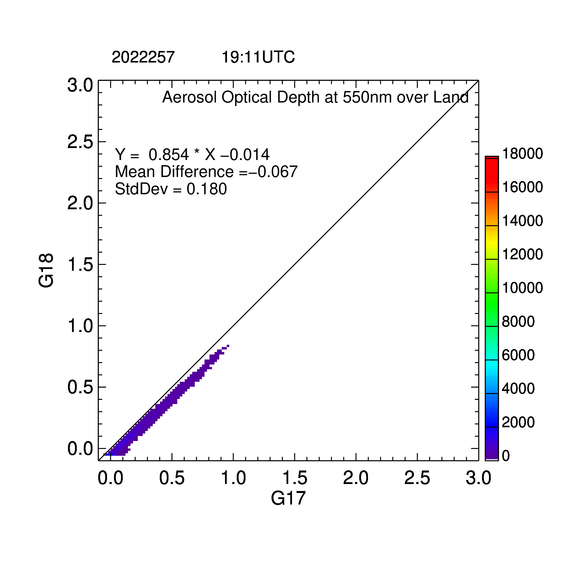 2022257 19:11UTC
Aerosol Optical Depth at 550nm over Land
Y = 0.854 * X −0.014
Mean Difference =−0.067
StdDev = 0.180
3.0
2.5
2.0
1.5
1.0
0.5
0.0
G18
0.0 0.5 1.0 1.5 2.0 2.5 3.0
G17
18000
16000
14000
12000
10000
8000
6000
4000
2000
0